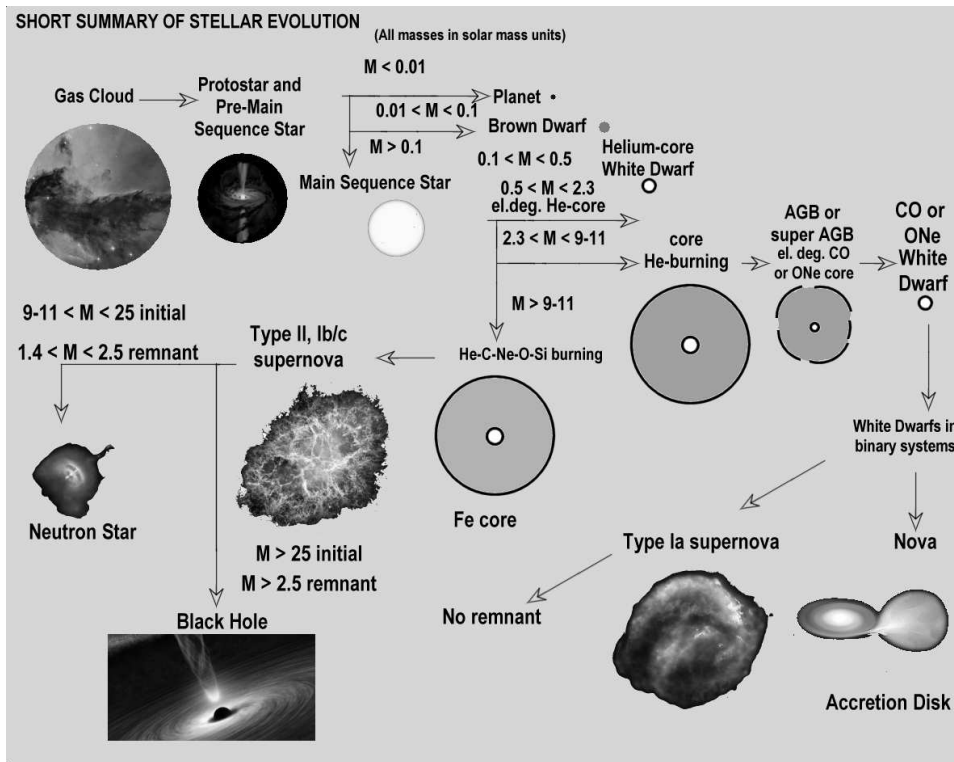 SHORT SUMMARY OF STELLAR EVOLUTION
(All masses in solar mass units)
M < 0.01
Gas Cloud
Protostar and
Pre-Main
Sequence Star
Planet
0.01 < M < 0.1
Brown Dwarf
M > 0.1
Main Sequence Star
0.1 < M < 0.5
Helium-core
White Dwarf
0.5 < M < 2.3
el.deg. He-core
2.3 < M < 9-11
core
He-burning
AGB or
super AGB
el. deg. CO
or ONe core
CO or
ONe
White
Dwarf
M > 9-11
He-C-Ne-O-Si burning
Fe core
9-11 < M < 25 initial
1.4 < M < 2.5 remnant
Type II, Ib/c
supernova
Neutron Star
M > 25 initial
M > 2.5 remnant
Black Hole
White Dwarfs in
binary systems
Type Ia supernova
Nova
No remnant
Accretion Disk